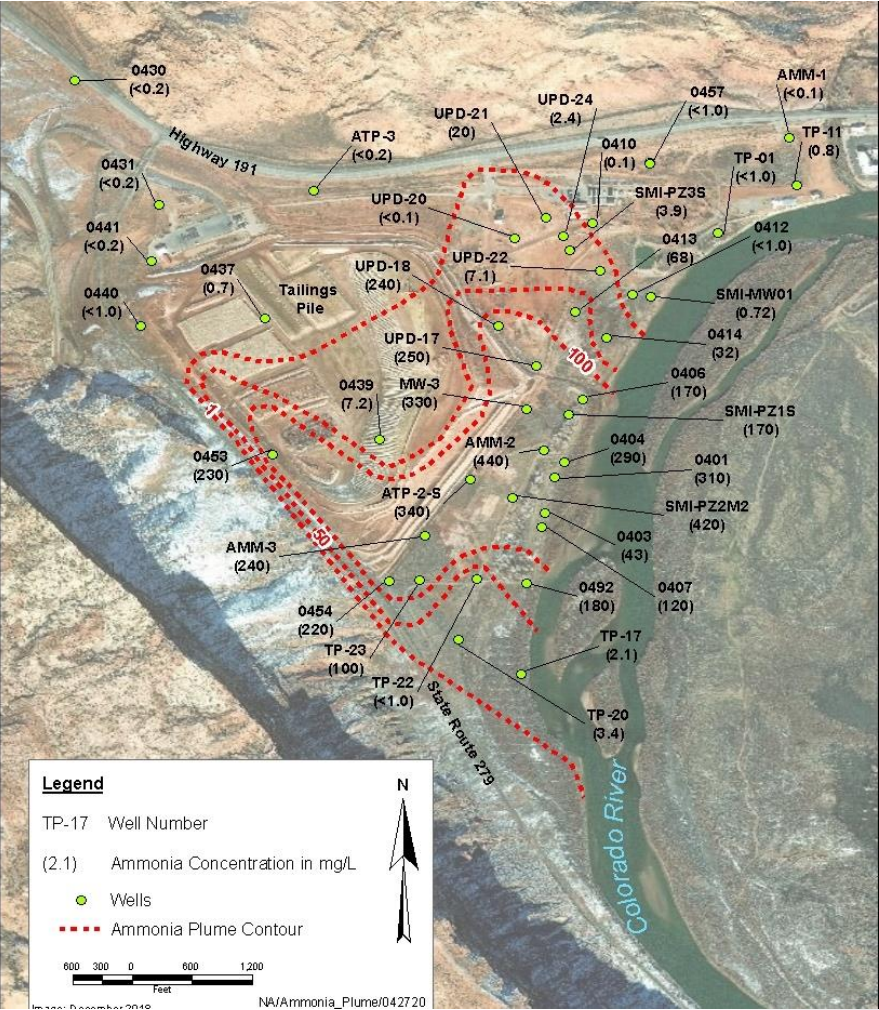 0430
(<0.2)
AMM-1
(<0.1)
0457
(<1.0)
UPD-24
(2.4)
UPD-21
(20)
TP-11
(0.8)
Highway 191
ATP-3
(<0.2)
0410
(0.1)
TP-01
(<1.0)
0431
(<0.2)
SMI-PZ3S
(3.9)
UPD-20
(<0.1)
0412
(<1.0)
0441
(<0.2)
0413
(68)
UPD-22
(7.1)
0437
(0.7)
UPD-18
(240)
Tailings
Pile
SMI-MW01
(0.72)
0440
(<1.0)
0414
(32)
UPD-17
(250)
100
0406
(170)
0439
(7.2)
MW-3
(330)
1
SMI-PZ1S
(170)
0453
(230)
AMM-2
(440)
0404
(290)
0401
(310)
ATP-2-S
(340)
SMI-PZ2M2
(420)
50
0403
(43)
AMM-3
(240)
0407
(120)
0492
(180)
0454
(220)
TP-23
(100)
TP-17
(2.1)
TP-22
(<1.0)
State Route 279
TP-20
(3.4)
Colorado River
Legend
N
TP-17 Well Number
(2.1) Ammonia Concentration in mg/L
Wells
Ammonia Plume Contour
600 300 0 600 1,200
Feet
Image: December 2018
NA/Ammonia_Plume/042720